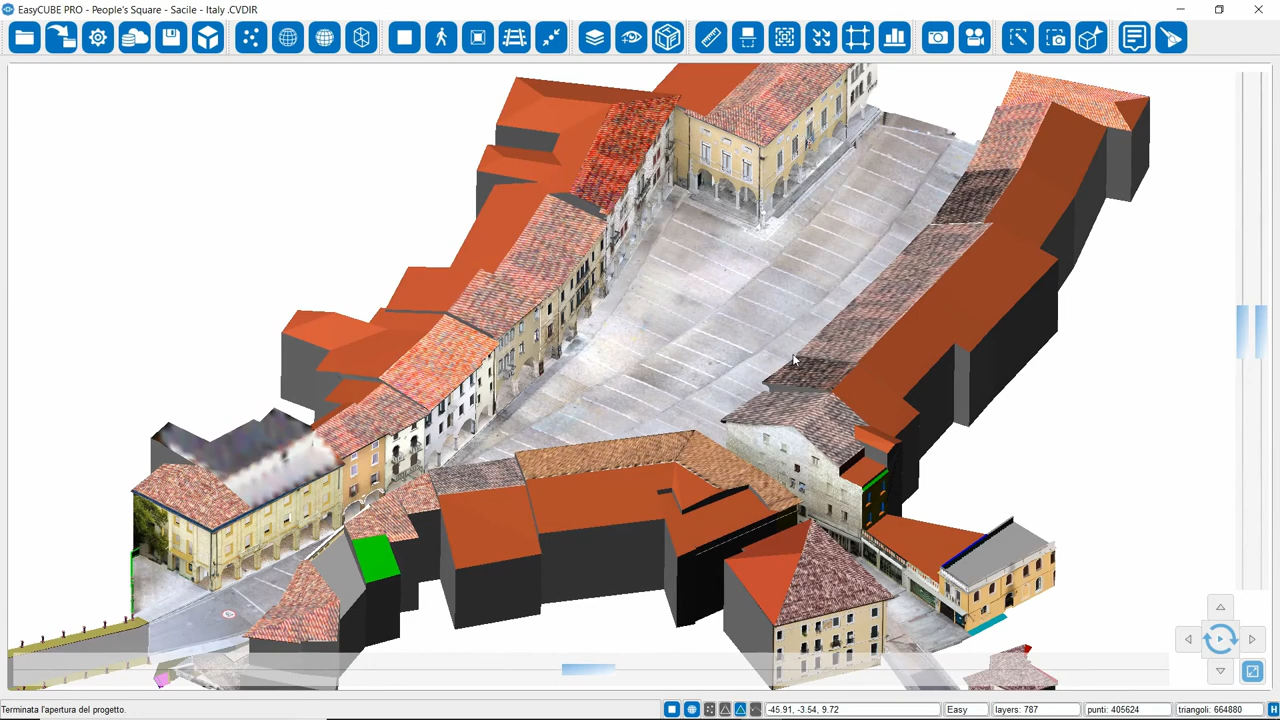 EasyCUBE PRO - People's Square - Sacile - Italy .CVDIR
Terminata l'apertura del progetto.
-45.91, -3.54, 9.72
Easy
layers: 787
punti: 405624
triangoli: 664880
H